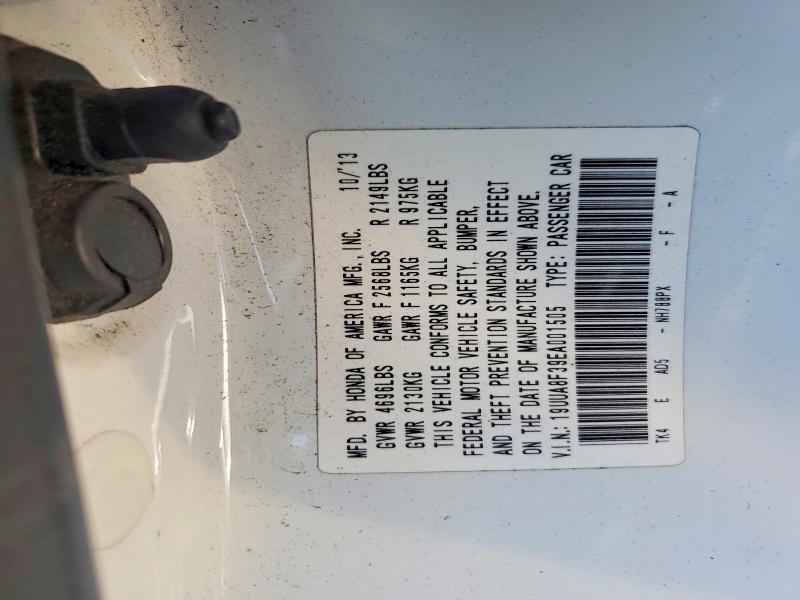 MFD. BY HONDA OF AMERICA MFG., INC. 10/13
GVWR 4696LBS GAWR F 2568LBS R 2149LBS
GVWR 2130KG GAWR F 1165KG R 975KG
THIS VEHICLE CONFORMS TO ALL APPLICABLE
FEDERAL MOTOR VEHICLE SAFETY, BUMPER,
AND THEFT PREVENTION STANDARDS IN EFFECT
ON THE DATE OF MANUFACTURE SHOWN ABOVE.
V.I.N.: 19UUA8F39EA001505 TYPE: PASSENGER CAR
TK4 E AD5 - NH788PX - F - A